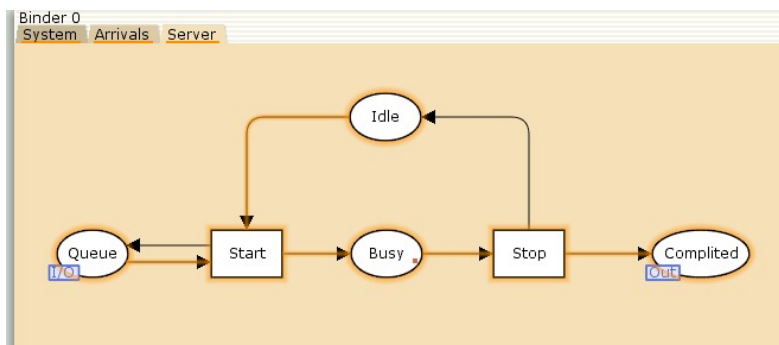 Binder 0
System Arrivals Server
Idle
Queue Start Busy Stop Complited
I/O Out